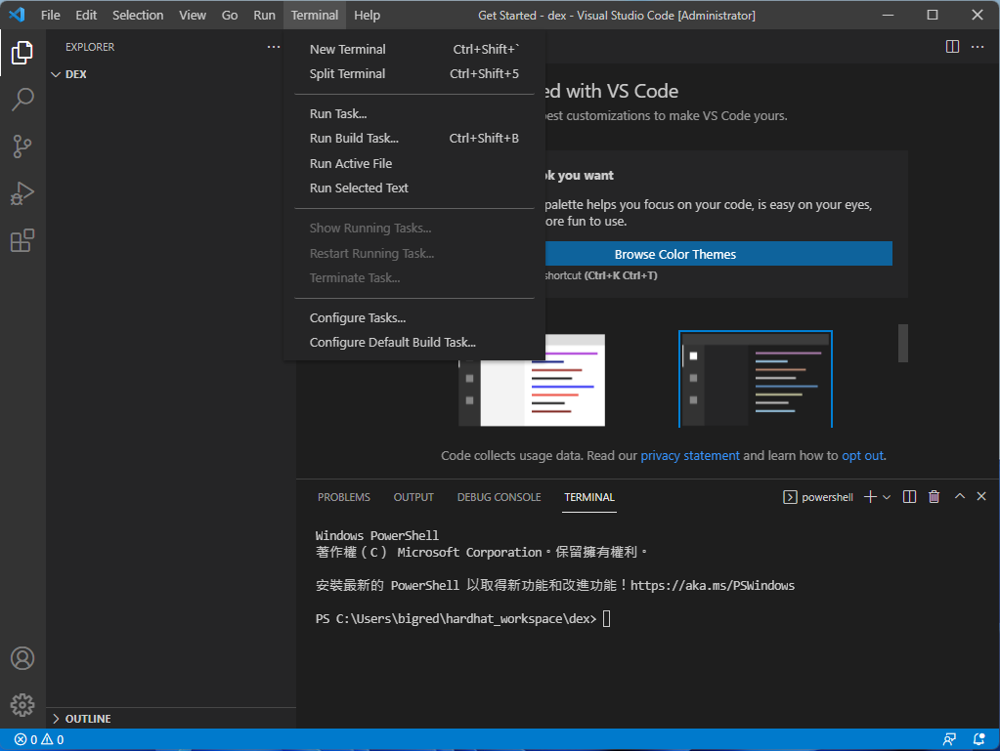 File Edit Selection View Go Run Terminal Help Get Started - dex - Visual Studio Code [Administrator]
EXPLORER
DEX
New Terminal Ctrl+Shift+`
Split Terminal Ctrl+Shift+5
Run Task...
Run Build Task... Ctrl+Shift+B
Run Active File
Run Selected Text
Show Running Tasks...
Restart Running Task...
Terminate Task...
Configure Tasks...
Configure Default Build Task...
with VS Code
customizations to make VS Code yours.
you want
palette helps you focus on your code, is easy on your eyes,
fun to use.
Browse Color Themes
shortcut (Ctrl+K Ctrl+T)
Code collects usage data. Read our privacy statement and learn how to opt out.
PROBLEMS OUTPUT DEBUG CONSOLE TERMINAL powershell
Windows PowerShell
著作權（C） Microsoft Corporation。保留擁有權利。
安裝最新的 PowerShell 以取得新功能和改進功能！https://aka.ms/PSWindows
PS C:\Users\bigred\hardhat_workspace\dex>
OUTLINE
0 0